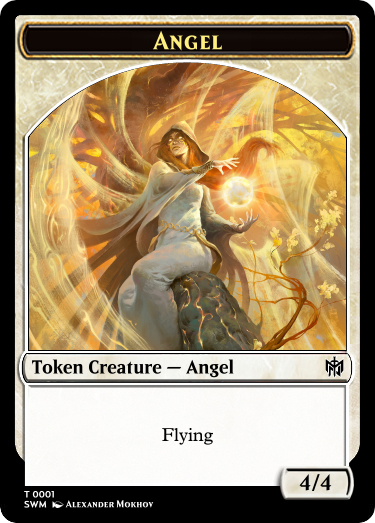 Angel
Token Creature — Angel
Flying
4/4
T 0001
SWM Alexander Mokhov